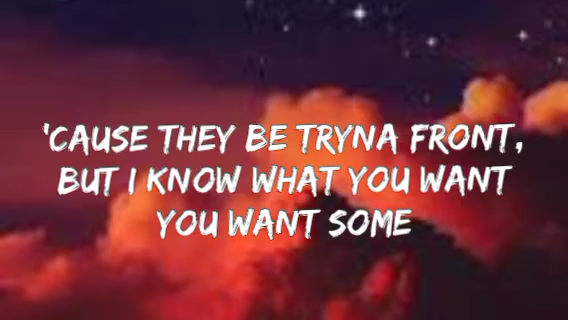 'CAUSE THEY BE TRYNA FRONT,
BUT I KNOW WHAT YOU WANT
YOU WANT SOME